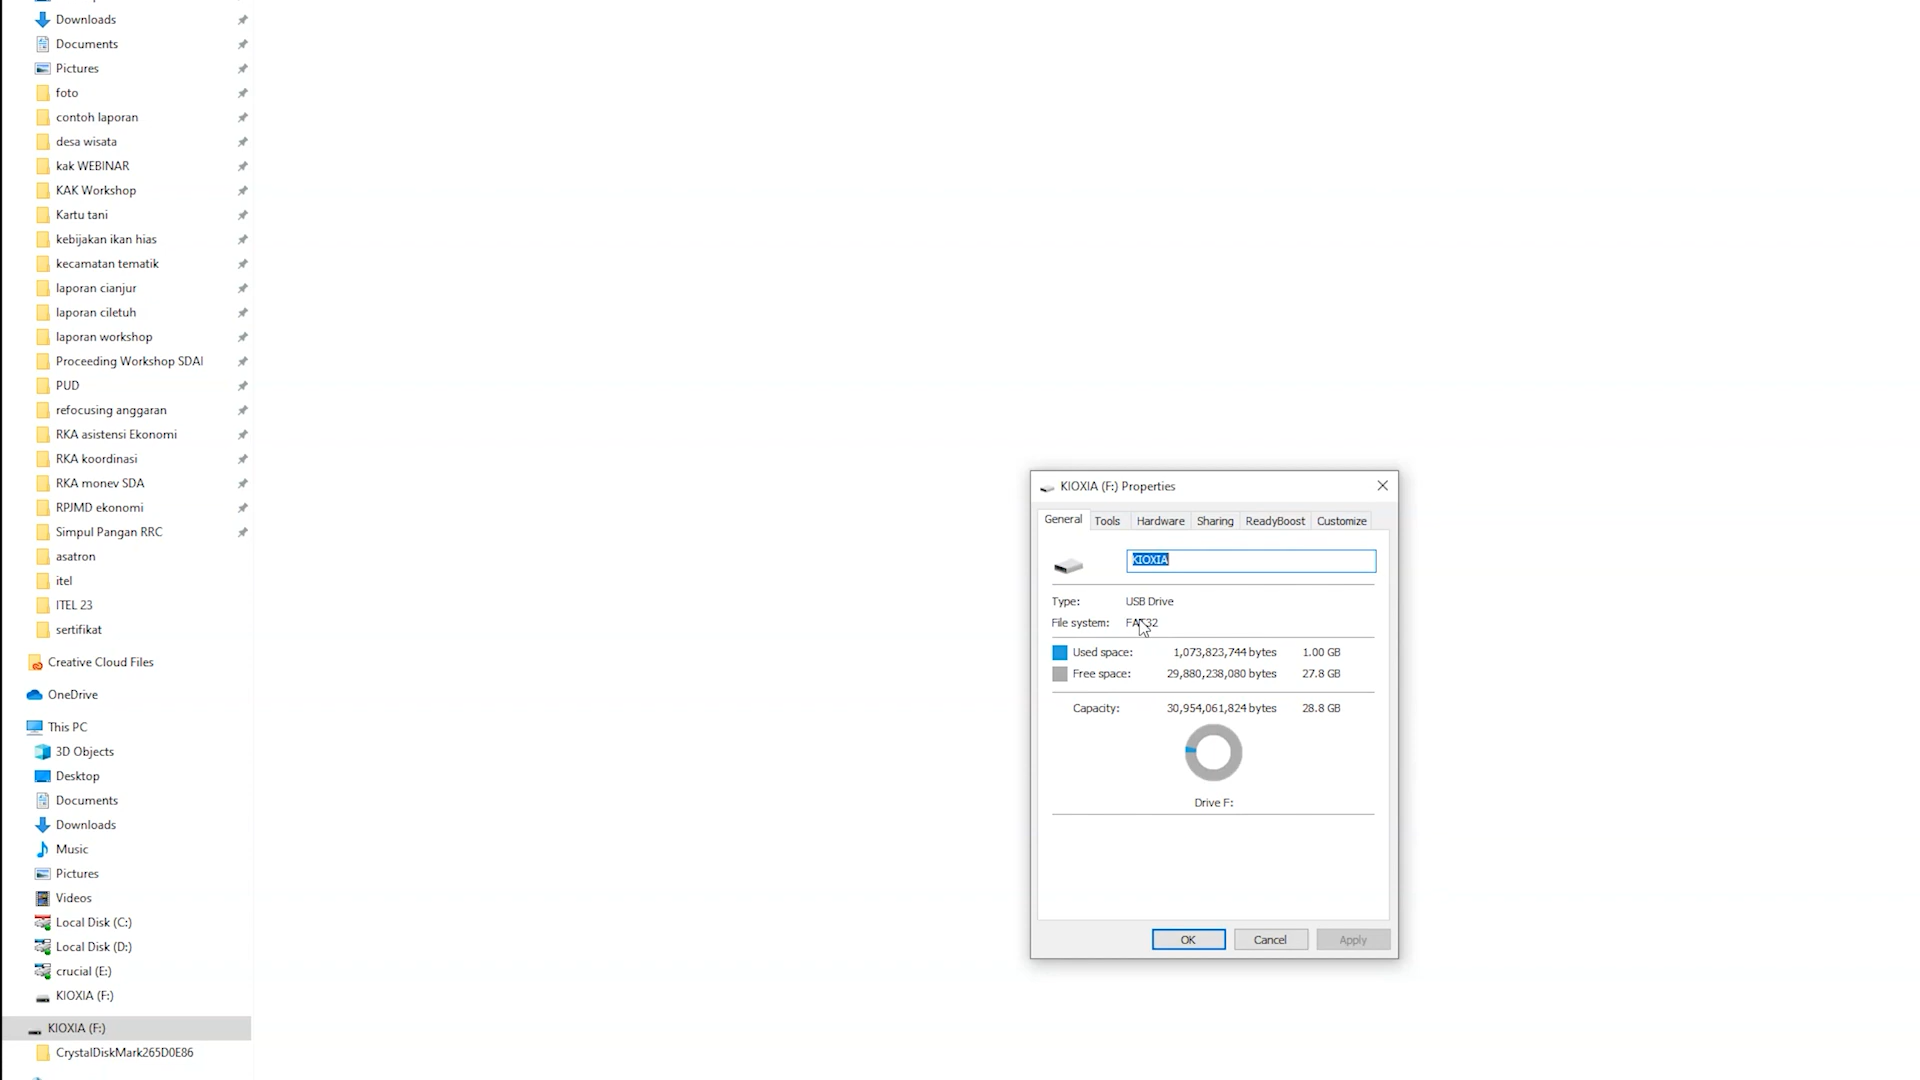 Downloads
Documents
Pictures
foto
contoh laporan
desa wisata
kak WEBINAR
KAK Workshop
Kartu tani
kebijakan ikan hias
kecamatan tematik
laporan cianjur
laporan ciletuh
laporan workshop
Proceeding Workshop SDAI
PUD
refocusing anggaran
RKA asistensi Ekonomi
RKA koordinasi
RKA monev SDA
RPJMD ekonomi
Simpul Pangan RRC
asatron
itel
ITEL 23
sertifikat
Creative Cloud Files
OneDrive
This PC
3D Objects
Desktop
Documents
Downloads
Music
Pictures
Videos
Local Disk (C:)
Local Disk (D:)
crucial (E:)
KIOXIA (F:)
KIOXIA (F:)
CrystalDiskMark265D0E86
KIOXIA (F:) Properties
General Tools Hardware Sharing ReadyBoost Customize
KIOXIA
Type: USB Drive
File system: FAT32
Used space: 1,073,823,744 bytes 1.00 GB
Free space: 29,880,238,080 bytes 27.8 GB
Capacity: 30,954,061,824 bytes 28.8 GB
Drive F:
OK Cancel Apply